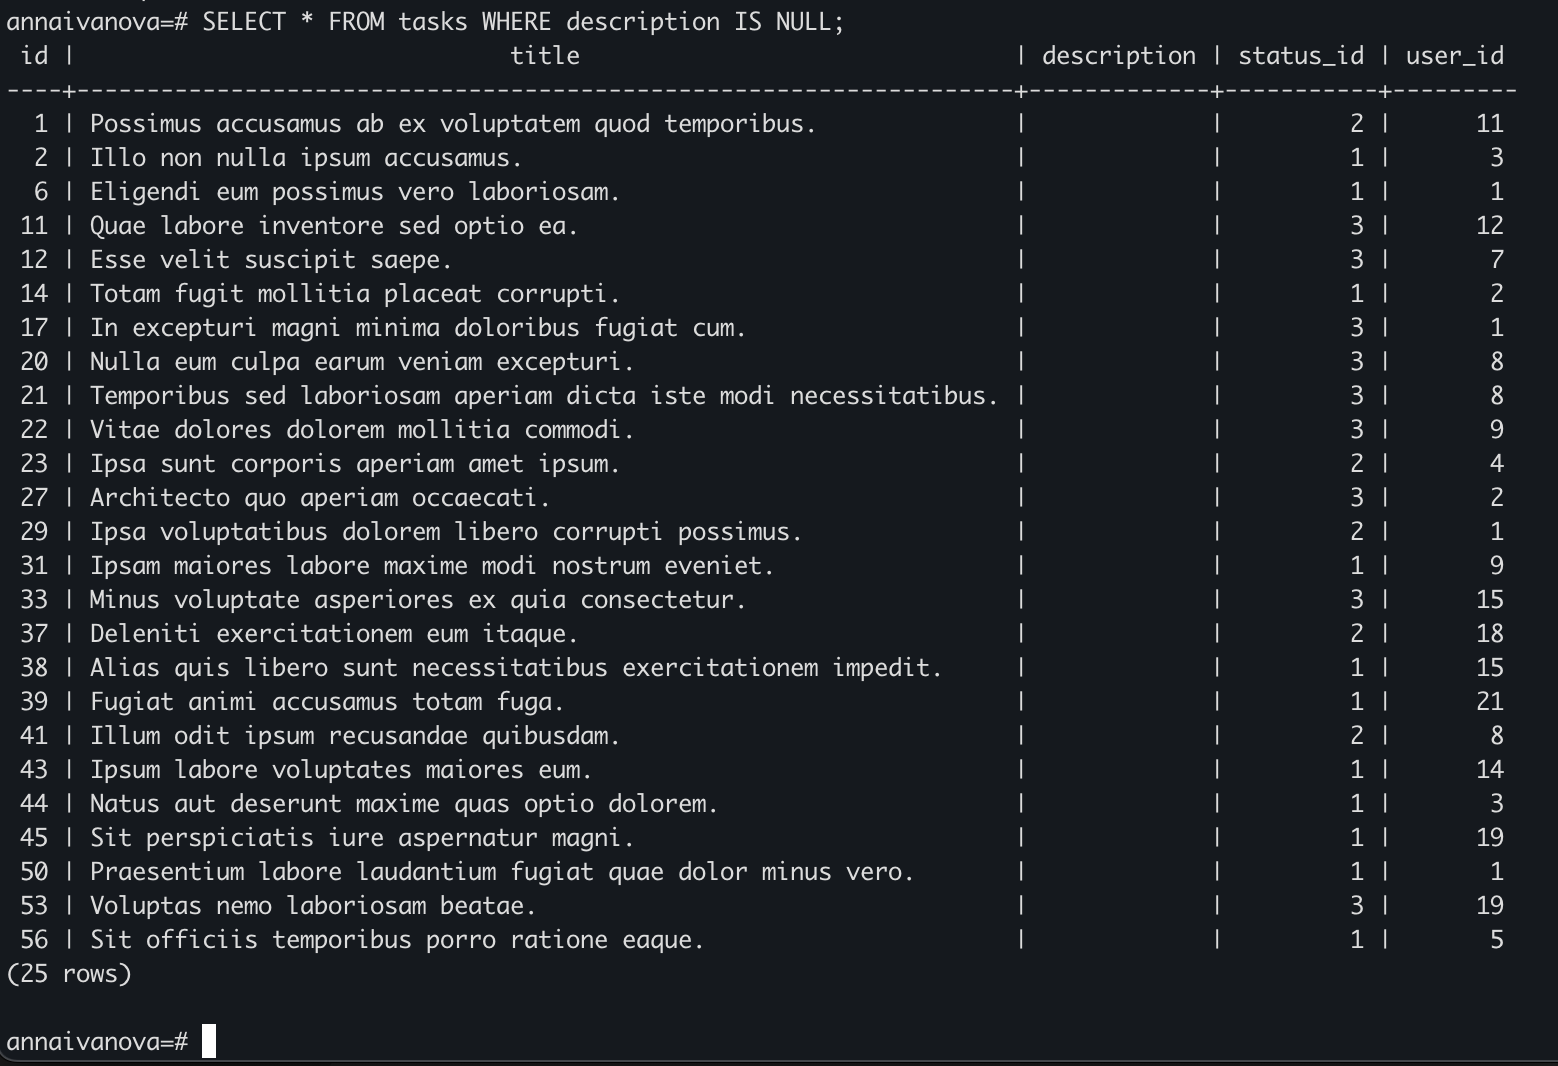 annaivanova=# SELECT * FROM tasks WHERE description IS NULL;
 id |                               title                               | description | status_id | user_id
----+-------------------------------------------------------------------+-------------+-----------+---------
  1 | Possimus accusamus ab ex voluptatem quod temporibus.              |             |         2 |      11
  2 | Illo non nulla ipsum accusamus.                                   |             |         1 |       3
  6 | Eligendi eum possimus vero laboriosam.                            |             |         1 |       1
 11 | Quae labore inventore sed optio ea.                               |             |         3 |      12
 12 | Esse velit suscipit saepe.                                        |             |         3 |       7
 14 | Totam fugit mollitia placeat corrupti.                            |             |         1 |       2
 17 | In excepturi magni minima doloribus fugiat cum.                   |             |         3 |       1
 20 | Nulla eum culpa earum veniam excepturi.                           |             |         3 |       8
 21 | Temporibus sed laboriosam aperiam dicta iste modi necessitatibus. |             |         3 |       8
 22 | Vitae dolores dolorem mollitia commodi.                           |             |         3 |       9
 23 | Ipsa sunt corporis aperiam amet ipsum.                            |             |         2 |       4
 27 | Architecto quo aperiam occaecati.                                 |             |         3 |       2
 29 | Ipsa voluptatibus dolorem libero corrupti possimus.               |             |         2 |       1
 31 | Ipsam maiores labore maxime modi nostrum eveniet.                 |             |         1 |       9
 33 | Minus voluptate asperiores ex quia consectetur.                   |             |         3 |      15
 37 | Deleniti exercitationem eum itaque.                               |             |         2 |      18
 38 | Alias quis libero sunt necessitatibus exercitationem impedit.     |             |         1 |      15
 39 | Fugiat animi accusamus totam fuga.                                |             |         1 |      21
 41 | Illum odit ipsum recusandae quibusdam.                            |             |         2 |       8
 43 | Ipsum labore voluptates maiores eum.                              |             |         1 |      14
 44 | Natus aut deserunt maxime quas optio dolorem.                     |             |         1 |       3
 45 | Sit perspiciatis iure aspernatur magni.                           |             |         1 |      19
 50 | Praesentium labore laudantium fugiat quae dolor minus vero.       |             |         1 |       1
 53 | Voluptas nemo laboriosam beatae.                                  |             |         3 |      19
 56 | Sit officiis temporibus porro ratione eaque.                      |             |         1 |       5
(25 rows)
annaivanova=#